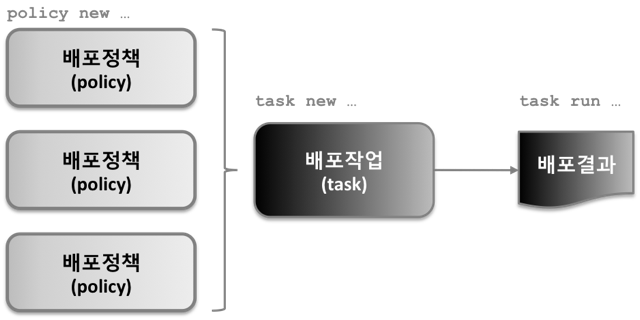 policy new …
배포정책
(policy)
배포정책
(policy)
배포정책
(policy)
task new …
배포작업
(task)
task run …
배포결과